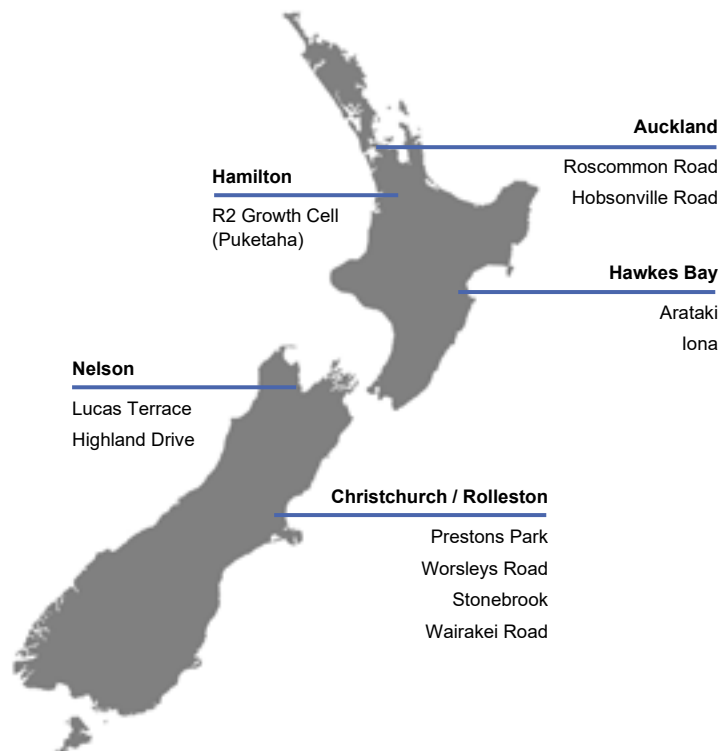 Auckland
Roscommon Road
Hobsonville Road
Hamilton
R2 Growth Cell
(Puketaha)
Hawkes Bay
Arataki
Iona
Nelson
Lucas Terrace
Highland Drive
Christchurch / Rolleston
Prestons Park
Worsleys Road
Stonebrook
Wairakei Road